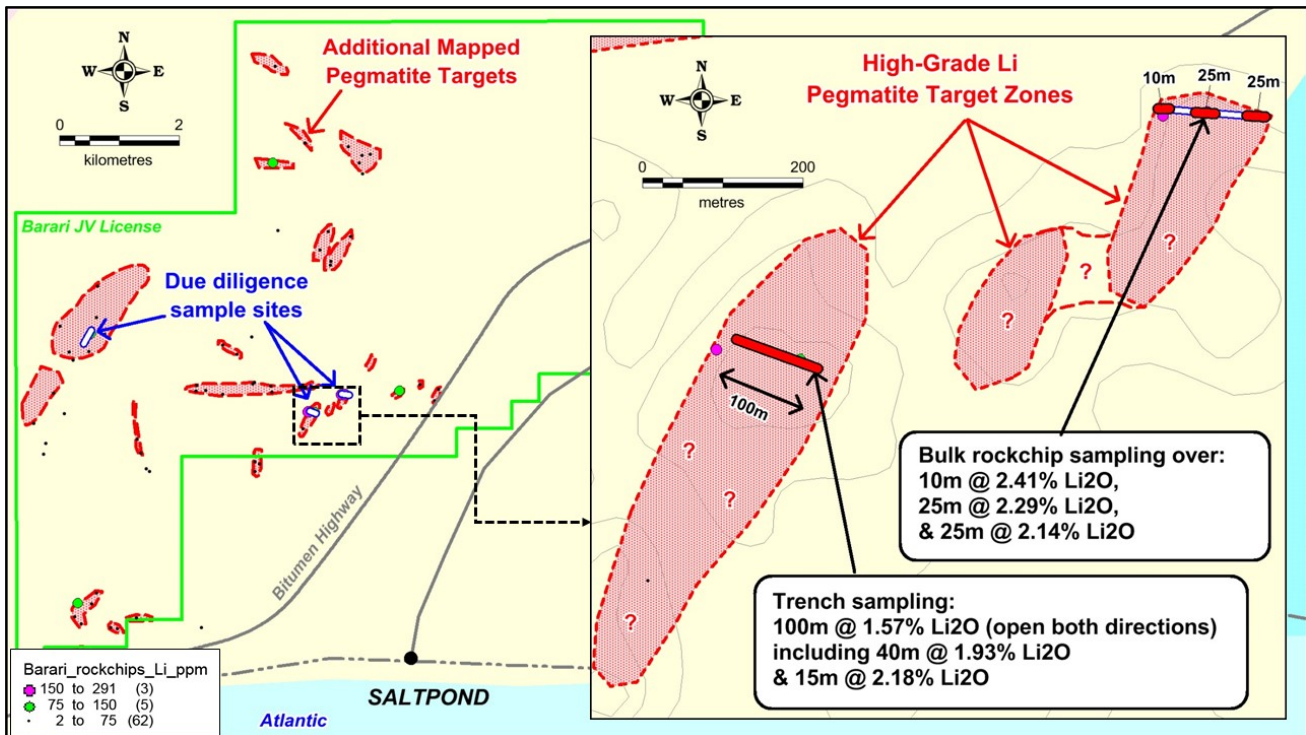 N
W E
S
0 2
kilometres
Additional Mapped
Pegmatite Targets
Barari JV License
Due diligence
sample sites
Bitumen Highway
SALTPOND
Atlantic
Barari_rockchips_Li_ppm
150 to 291 (3)
75 to 150 (5)
2 to 75 (62)
N
W E
S
0 200
metres
High-Grade Li
Pegmatite Target Zones
10m 25m 25m
?
?
?
?
?
?
100m
Bulk rockchip sampling over:
10m @ 2.41% Li2O,
25m @ 2.29% Li2O,
& 25m @ 2.14% Li2O
Trench sampling:
100m @ 1.57% Li2O (open both directions)
including 40m @ 1.93% Li2O
& 15m @ 2.18% Li2O